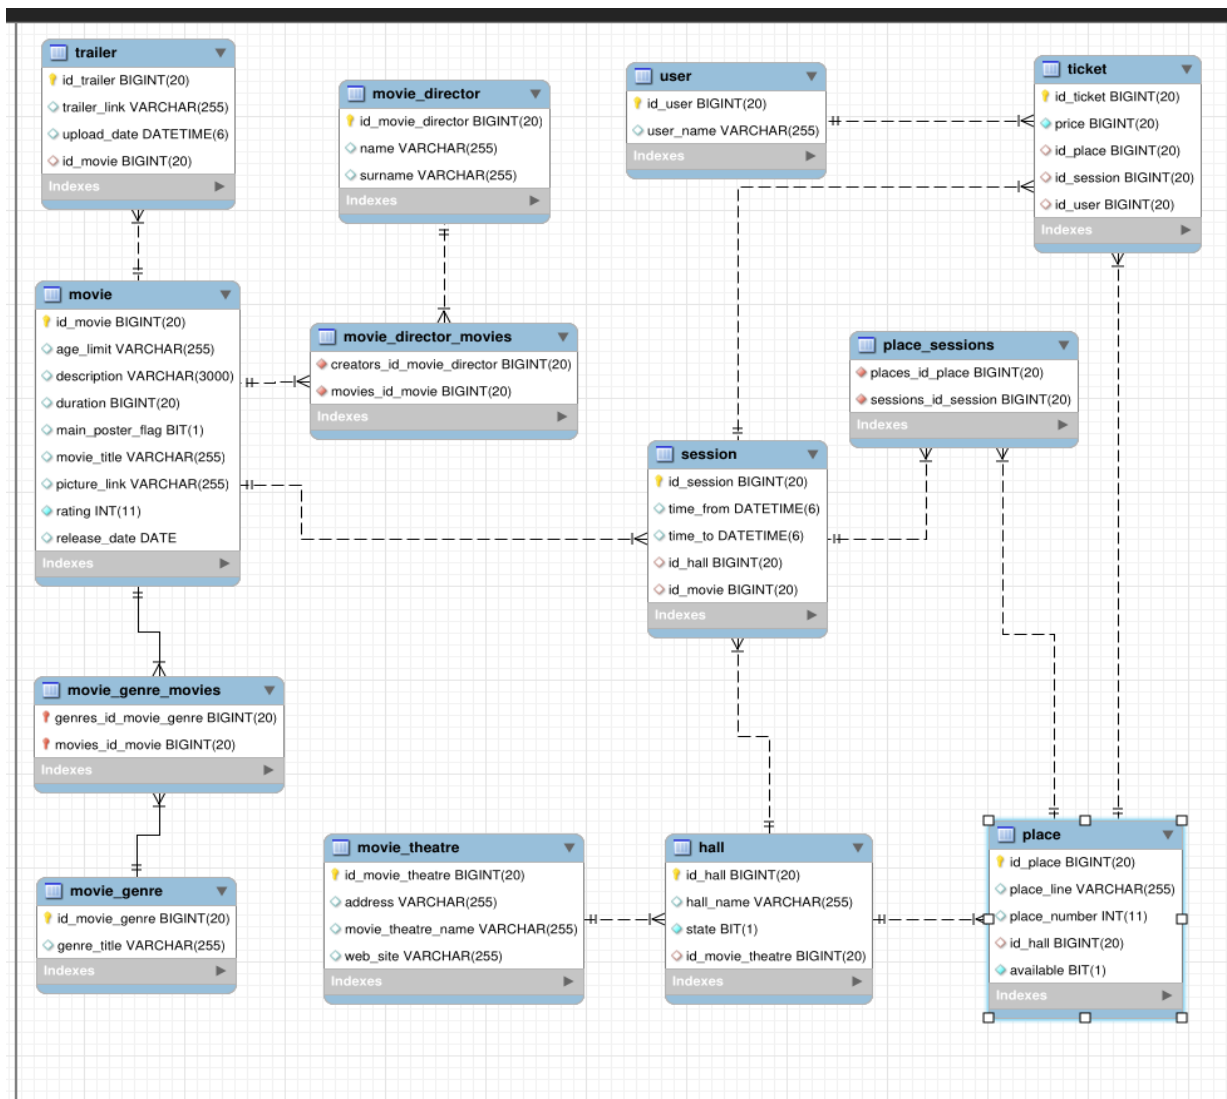 trailer
id_trailer BIGINT(20)
trailer_link VARCHAR(255)
upload_date DATETIME(6)
id_movie BIGINT(20)
Indexes
movie_director
id_movie_director BIGINT(20)
name VARCHAR(255)
surname VARCHAR(255)
Indexes
user
id_user BIGINT(20)
user_name VARCHAR(255)
Indexes
ticket
id_ticket BIGINT(20)
price BIGINT(20)
id_place BIGINT(20)
id_session BIGINT(20)
id_user BIGINT(20)
Indexes
movie
id_movie BIGINT(20)
age_limit VARCHAR(255)
description VARCHAR(3000)
duration BIGINT(20)
main_poster_flag BIT(1)
movie_title VARCHAR(255)
picture_link VARCHAR(255)
rating INT(11)
release_date DATE
Indexes
movie_director_movies
creators_id_movie_director BIGINT(20)
movies_id_movie BIGINT(20)
Indexes
place_sessions
places_id_place BIGINT(20)
sessions_id_session BIGINT(20)
Indexes
session
id_session BIGINT(20)
time_from DATETIME(6)
time_to DATETIME(6)
id_hall BIGINT(20)
id_movie BIGINT(20)
Indexes
movie_genre_movies
genres_id_movie_genre BIGINT(20)
movies_id_movie BIGINT(20)
Indexes
movie_genre
id_movie_genre BIGINT(20)
genre_title VARCHAR(255)
Indexes
movie_theatre
id_movie_theatre BIGINT(20)
address VARCHAR(255)
movie_theatre_name VARCHAR(255)
web_site VARCHAR(255)
Indexes
hall
id_hall BIGINT(20)
hall_name VARCHAR(255)
state BIT(1)
id_movie_theatre BIGINT(20)
Indexes
place
id_place BIGINT(20)
place_line VARCHAR(255)
place_number INT(11)
id_hall BIGINT(20)
available BIT(1)
Indexes